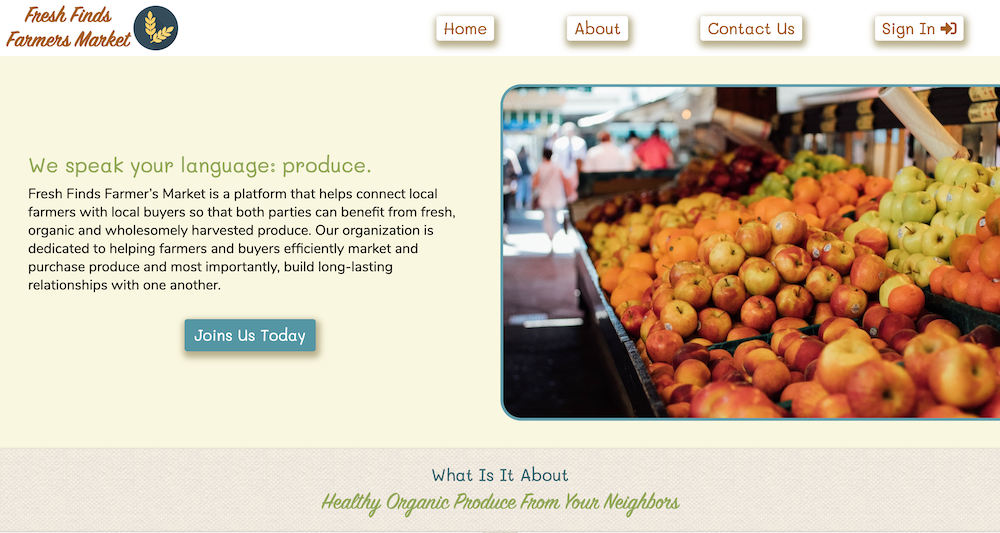 Fresh Finds
Farmers Market
Home
About
Contact Us
Sign In
We speak your language: produce.
Fresh Finds Farmer's Market is a platform that helps connect local
farmers with local buyers so that both parties can benefit from fresh,
organic and wholesomely harvested produce. Our organization is
dedicated to helping farmers and buyers efficiently market and
purchase produce and most importantly, build long-lasting
relationships with one another.
Joins Us Today
What Is It About
Healthy Organic Produce From Your Neighbors